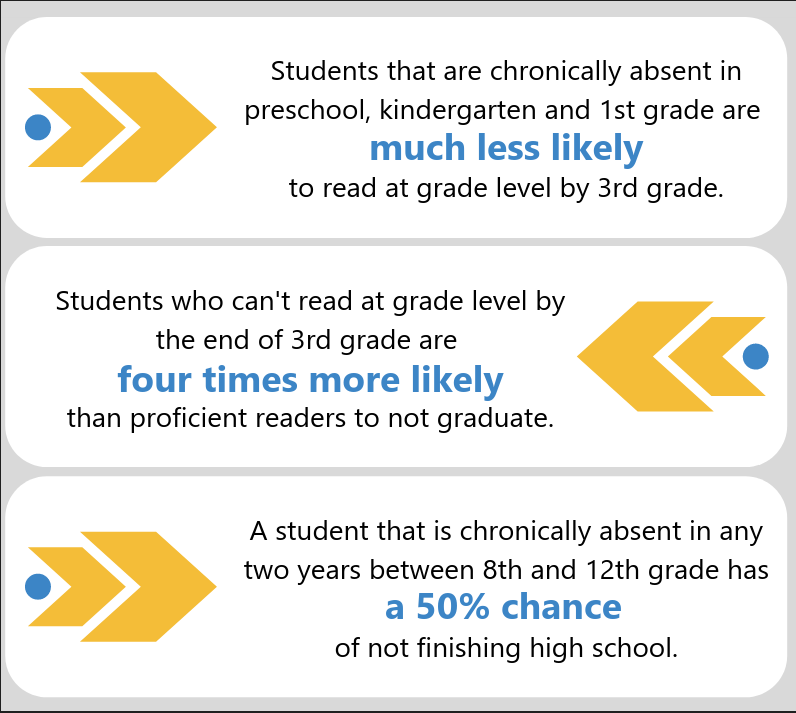 Students that are chronically absent in
preschool, kindergarten and 1st grade are
much less likely
to read at grade level by 3rd grade.
Students who can't read at grade level by
the end of 3rd grade are
four times more likely
than proficient readers to not graduate.
A student that is chronically absent in any
two years between 8th and 12th grade has
a 50% chance
of not finishing high school.